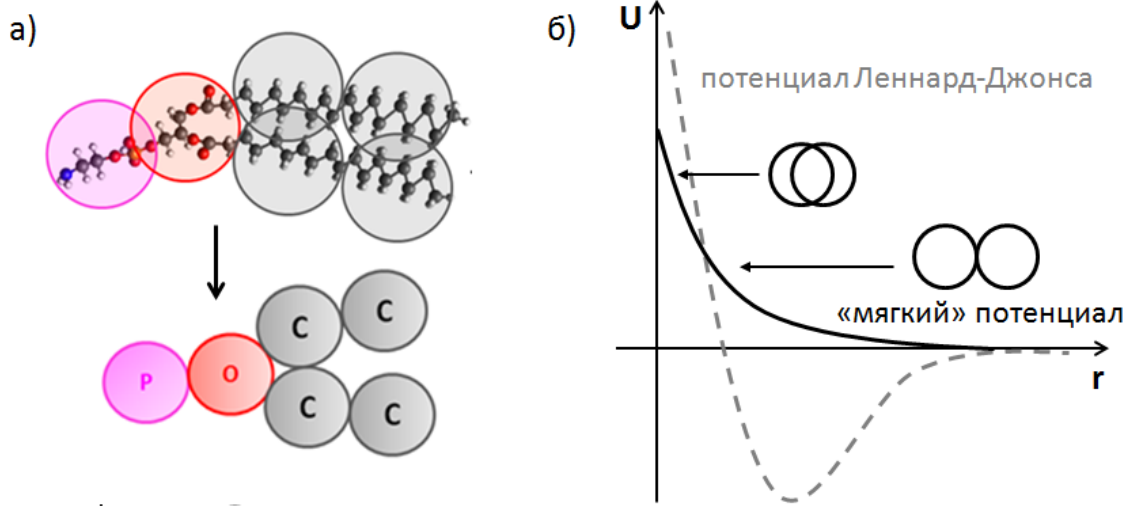 а)
P
O
C
C
C
C
б)
U
потенциал Леннард-Джонса
«мягкий» потенциал
r